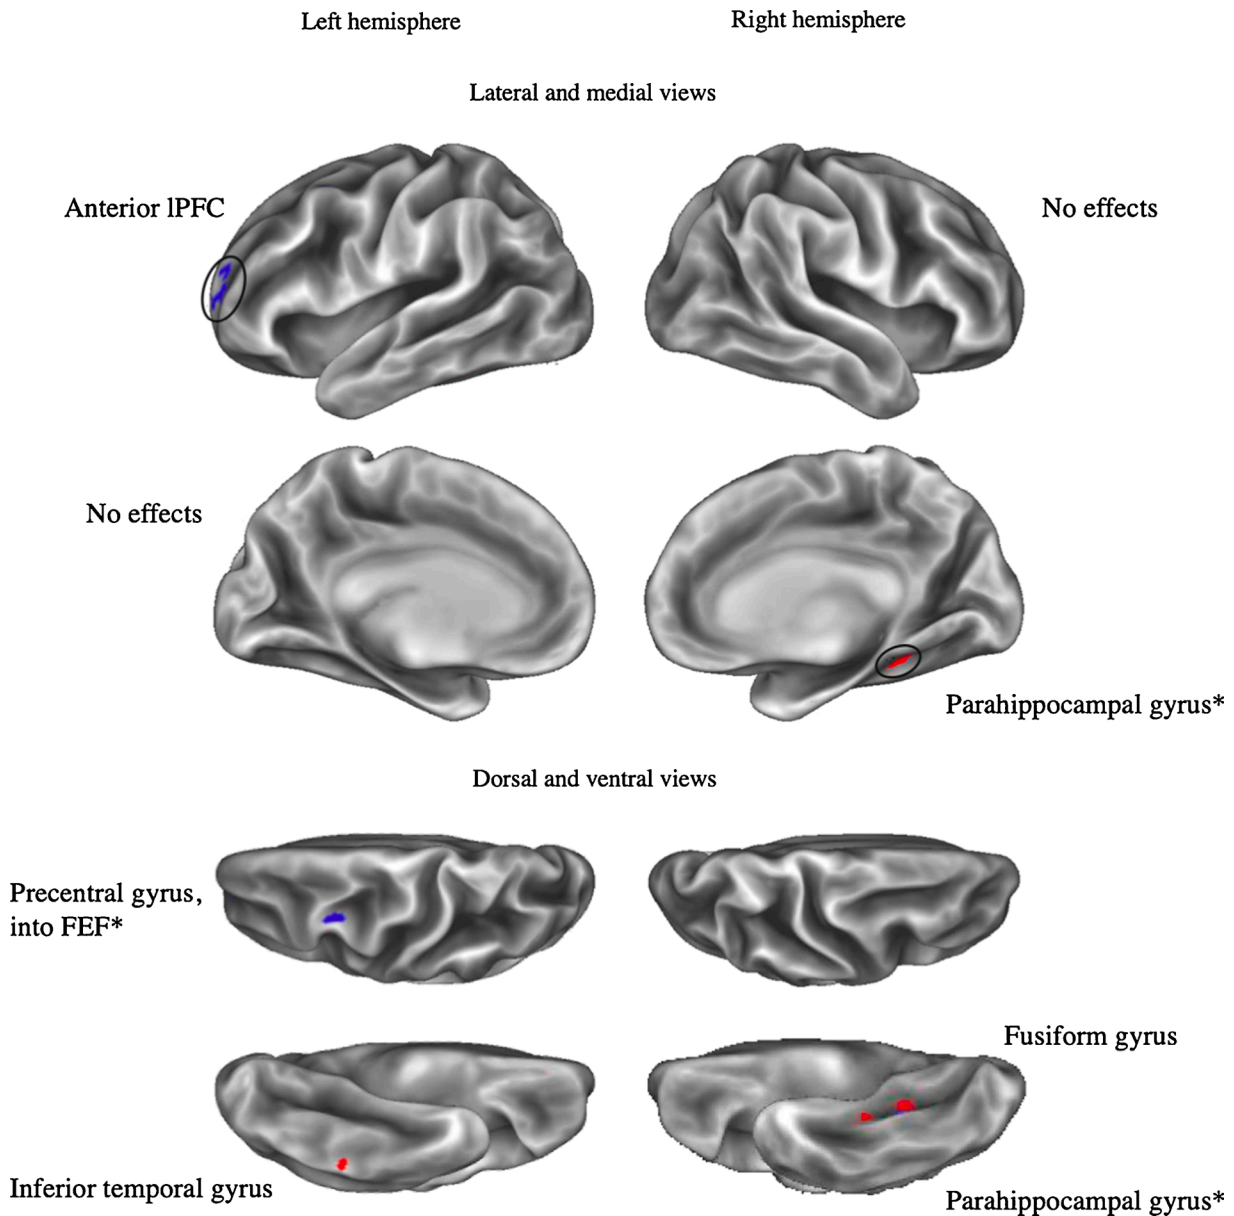 Left hemisphere
Right hemisphere
Lateral and medial views
Anterior lPFC
No effects
No effects
Parahippocampal gyrus*
Dorsal and ventral views
Precentral gyrus,
into FEF*
Fusiform gyrus
Inferior temporal gyrus
Parahippocampal gyrus*